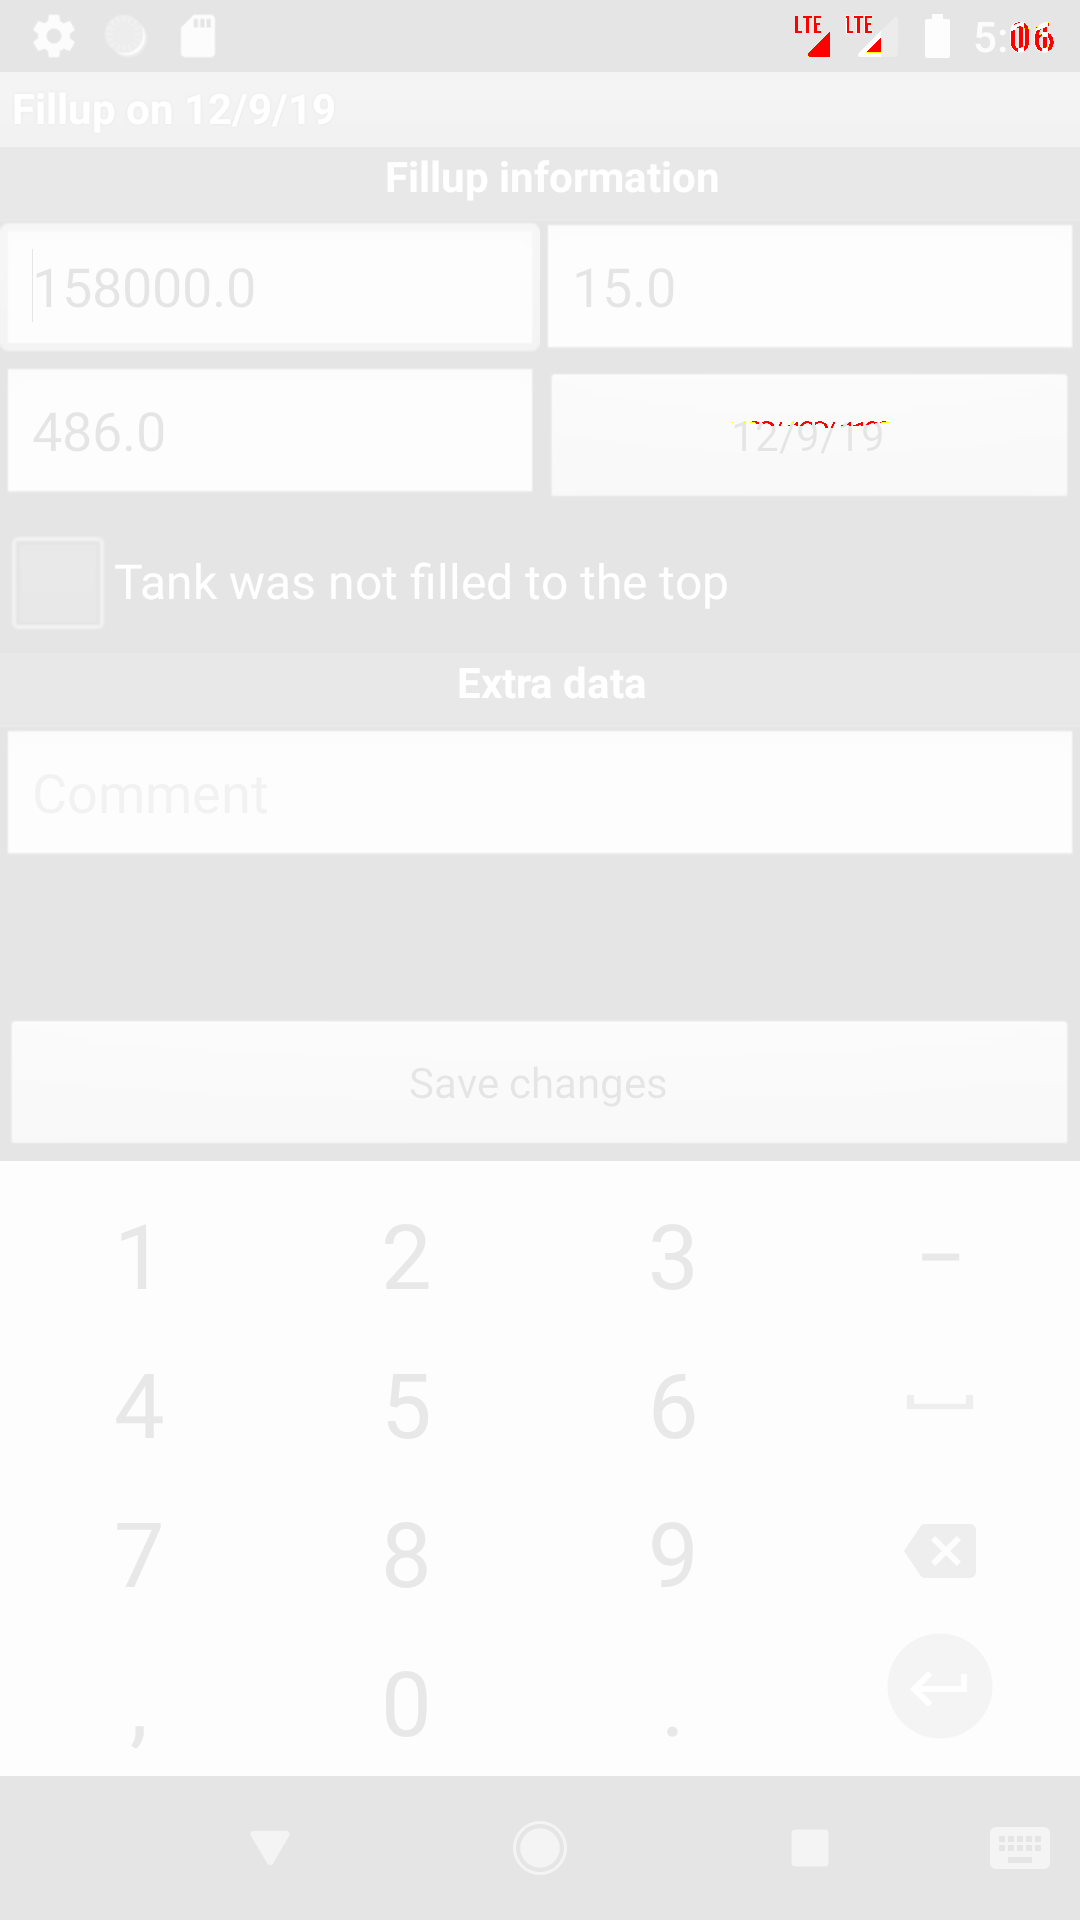 LTE LTE 5:06
Fillup on 12/9/19
Fillup information
158000.0 15.0
486.0 12/9/19
Tank was not filled to the top
Extra data
Comment
Save changes
1 2 3 –
4 5 6
7 8 9
, 0 .